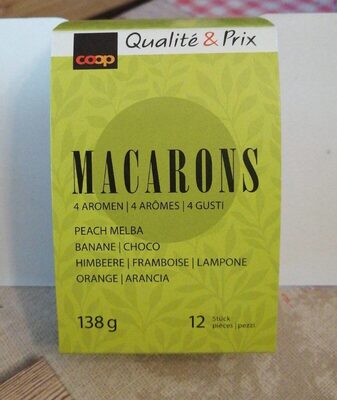 coop
Qualité & Prix
MACARONS
4 AROMEN | 4 ARÔMES | 4 GUSTI
PEACH MELBA
BANANE | CHOCO
HIMBEERE | FRAMBOISE | LAMPONE
ORANGE | ARANCIA
138 g
12 Stück
pièces | pezzi